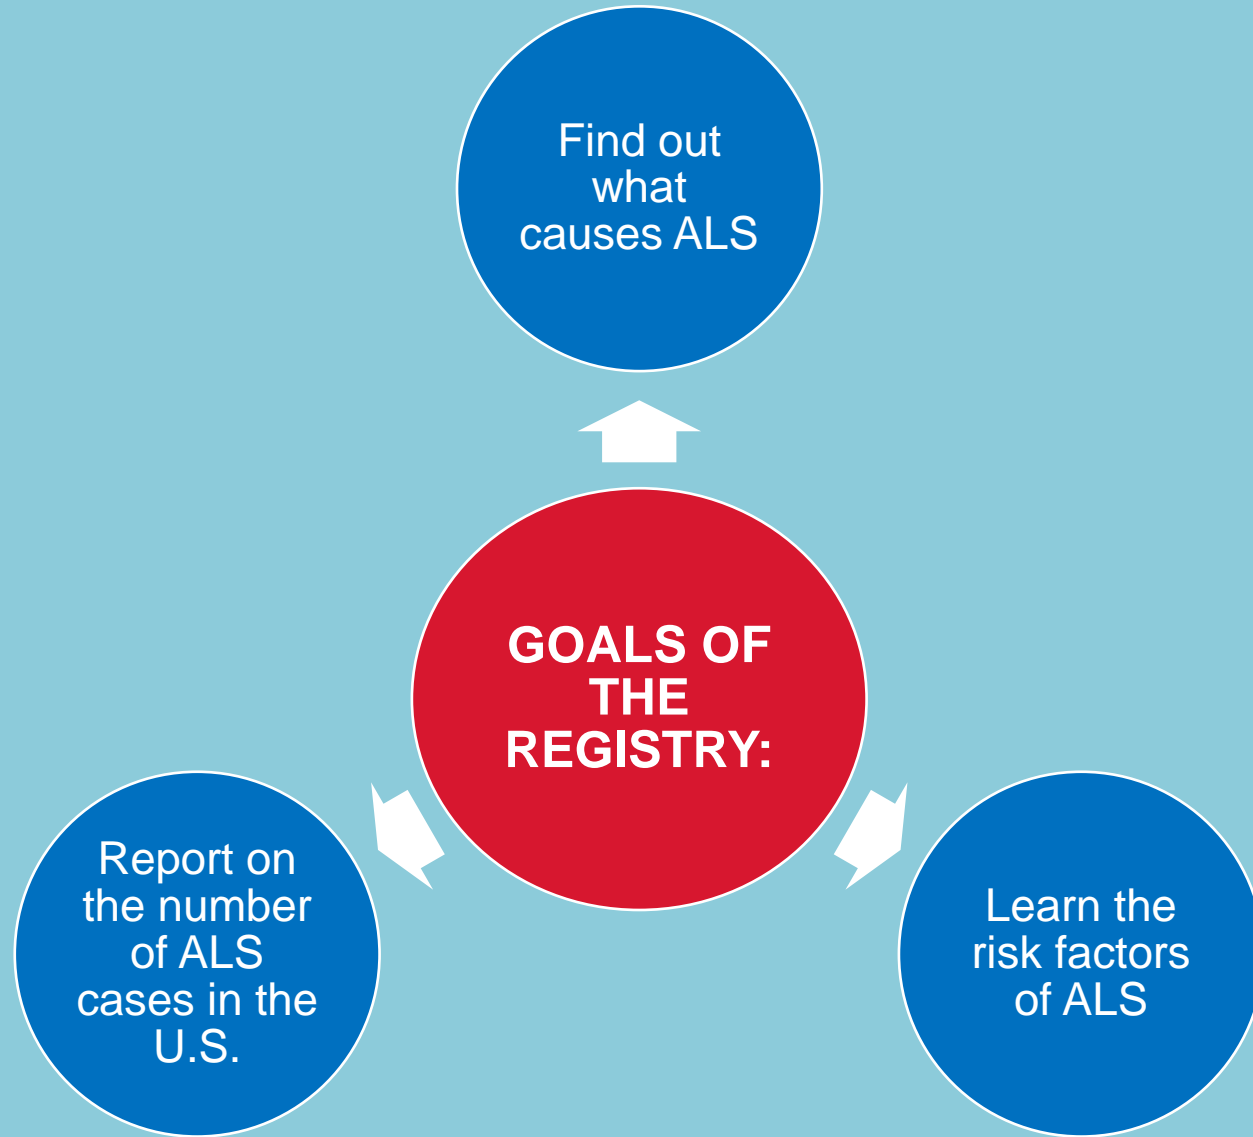 Find out
what
causes ALS
GOALS OF
THE
REGISTRY:
Report on
the number
of ALS
cases in the
U.S.
Learn the
risk factors
of ALS